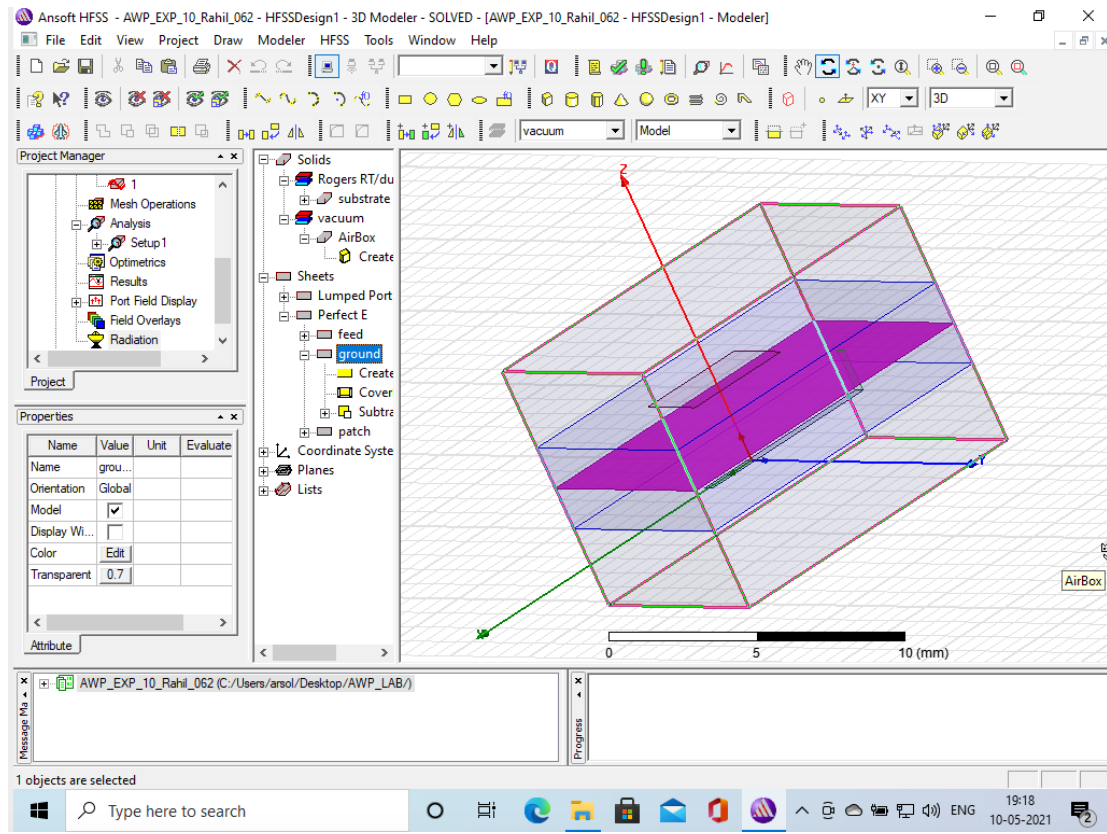 Ansoft HFSS - AWP_EXP_10_Rahil_062 - HFSSDesign1 - 3D Modeler - SOLVED - [AWP_EXP_10_Rahil_062 - HFSSDesign1 - Modeler]
File Edit View Project Draw Modeler HFSS Tools Window Help
XY 3D
vacuum Model
Project Manager
1
Mesh Operations
Analysis
Setup1
Optimetrics
Results
Port Field Display
Field Overlays
Radiation
Project
Properties
Name Value Unit Evaluate
Name grou...
Orientation Global
Model
Display Wi...
Color Edit
Transparent 0.7
Attribute
Solids
Rogers RT/du
substrate
vacuum
AirBox
Create
Sheets
Lumped Port
Perfect E
feed
ground
Create
Cover
Subtra
patch
Coordinate Syste
Planes
Lists
Z
Y
X
AirBox
0 5 10 (mm)
Message Ma
AWP_EXP_10_Rahil_062 (C:/Users/arsol/Desktop/AWP_LAB/)
Progress
1 objects are selected
Type here to search
ENG
19:18
10-05-2021
2